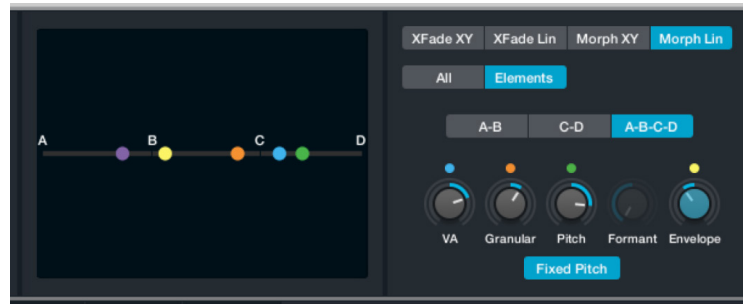 XFade XY XFade Lin Morph XY Morph Lin
All Elements
A B C D
A-B C-D A-B-C-D
VA Granular Pitch Formant Envelope
Fixed Pitch